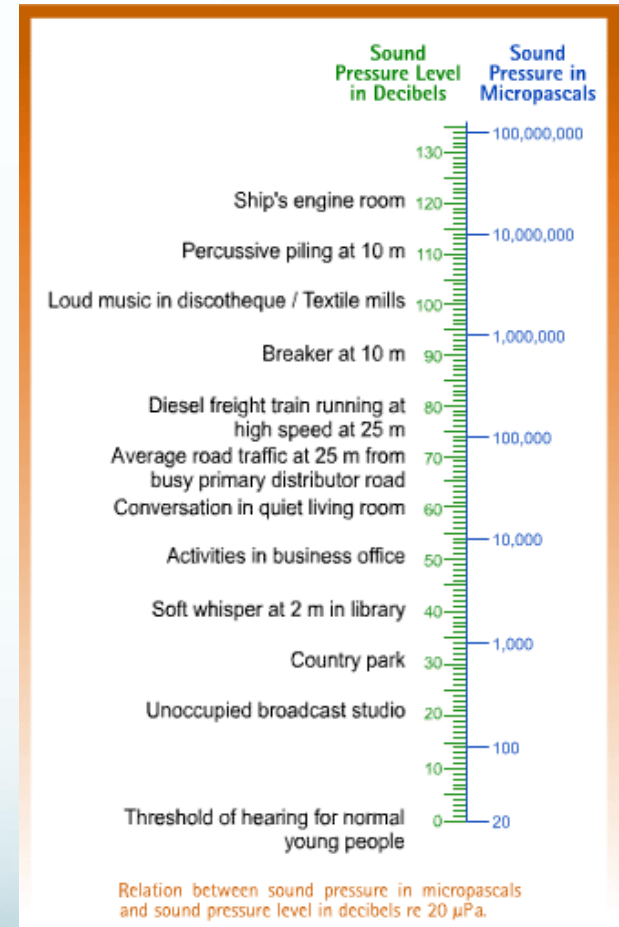 Sound
Pressure Level
in Decibels
Sound
Pressure in
Micropascals
100,000,000
130
Ship's engine room 120
10,000,000
Percussive piling at 10 m 110
Loud music in discotheque / Textile mills 100
1,000,000
Breaker at 10 m 90
Diesel freight train running at 80
high speed at 25 m
100,000
Average road traffic at 25 m from 70
busy primary distributor road
Conversation in quiet living room 60
10,000
Activities in business office 50
Soft whisper at 2 m in library 40
1,000
Country park 30
Unoccupied broadcast studio 20
100
10
Threshold of hearing for normal 0 20
young people
Relation between sound pressure in micropascals
and sound pressure level in decibels re 20 µPa.